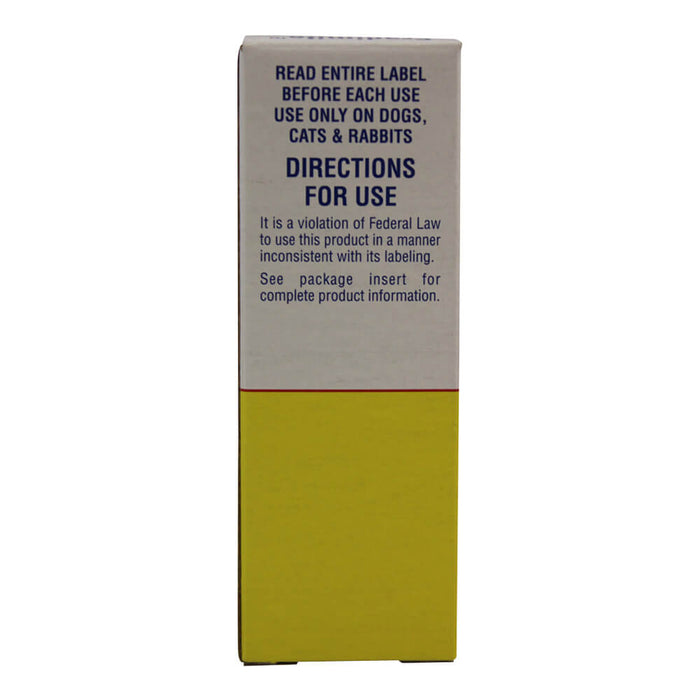 READ ENTIRE LABEL
BEFORE EACH USE
USE ONLY ON DOGS,
CATS & RABBITS
DIRECTIONS
FOR USE
It is a violation of Federal Law
to use this product in a manner
inconsistent with its labeling.
See package insert for
complete product information.